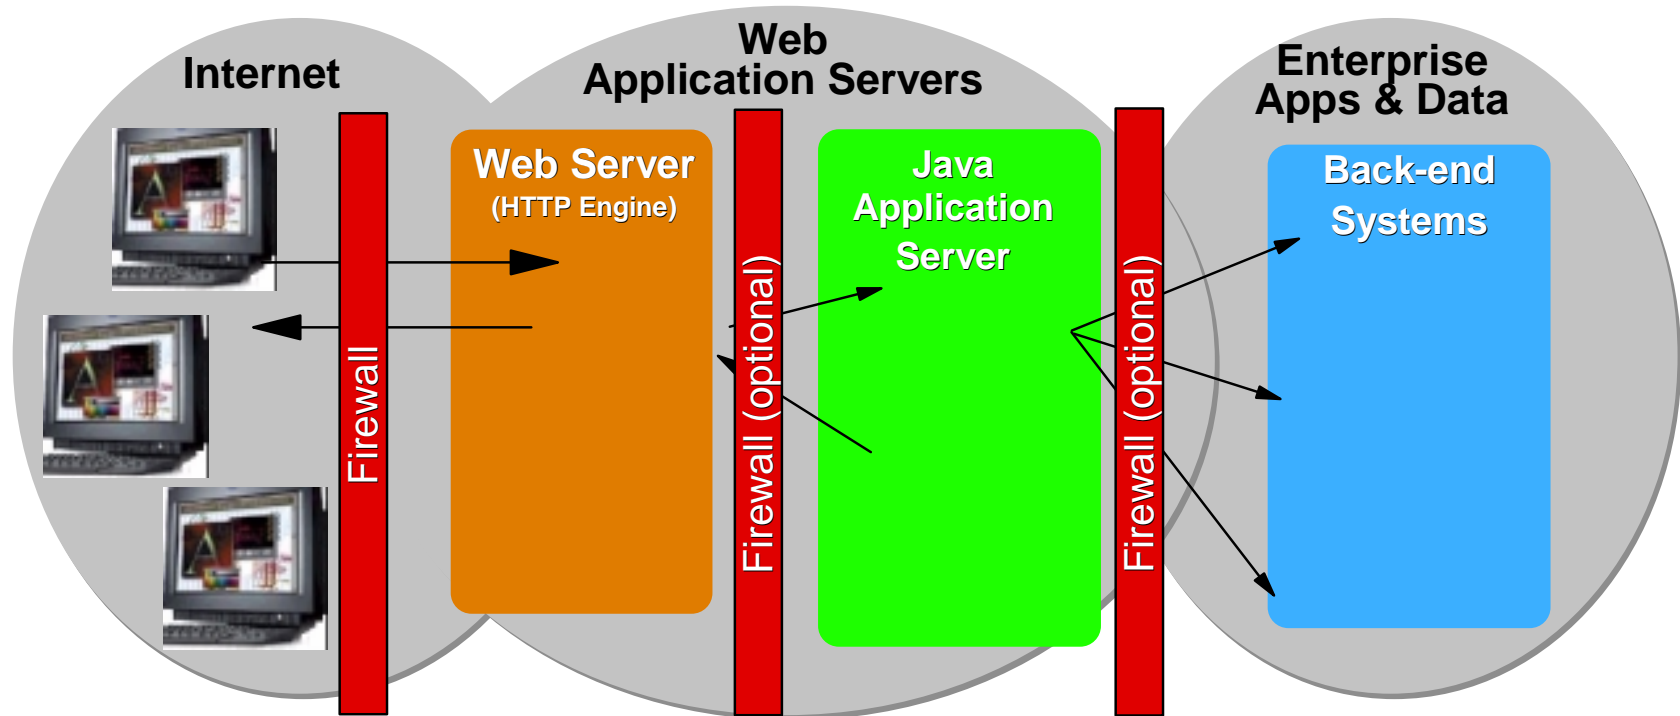 Internet
Web
Application Servers
Enterprise
Apps & Data
Firewall
Web Server
(HTTP Engine)
Firewall (optional)
Java
Application
Server
Firewall (optional)
Back-end
Systems